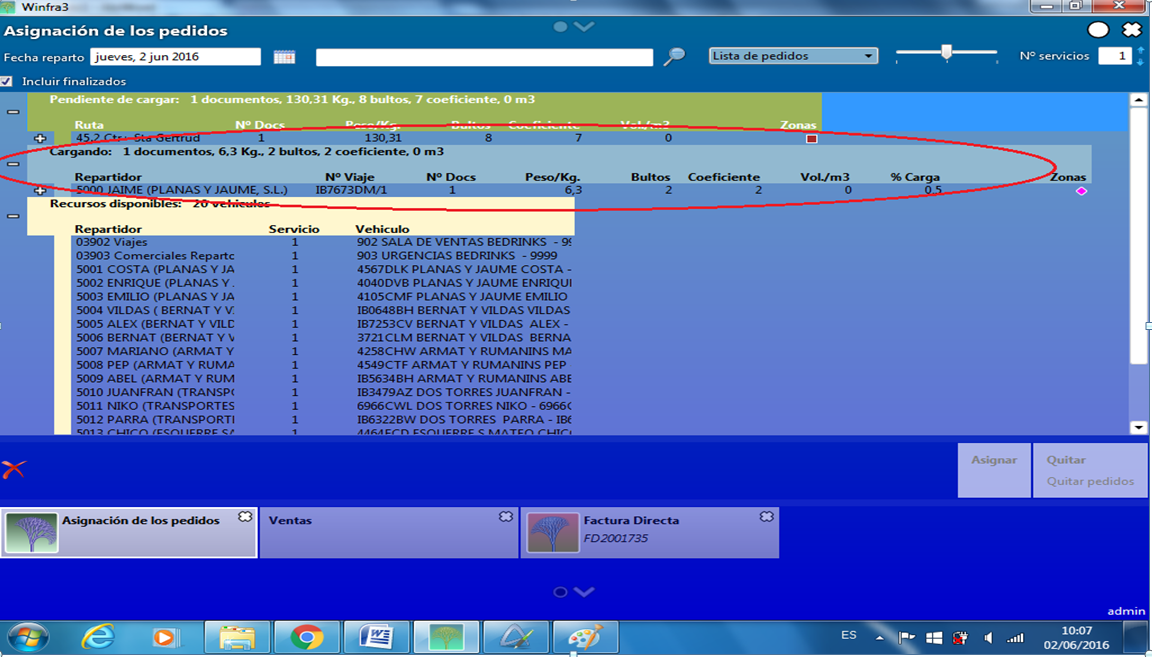 Winfra3
Asignación de los pedidos
Fecha reparto jueves, 2 jun 2016 Lista de pedidos Nº servicios 1
Incluir finalizados
Pendiente de cargar: 1 documentos, 130,31 Kg., 8 bultos, 7 coeficiente, 0 m3
Ruta Nº Docs Peso/Kg. Bultos Coeficiente Vol./m3 Zonas
45,2 Ctr. Sta Gertrud 1 130,31 8 7 0
Cargando: 1 documentos, 6,3 Kg., 2 bultos, 2 coeficiente, 0 m3
Repartidor Nº Viaje Nº Docs Peso/Kg. Bultos Coeficiente Vol./m3 % Carga Zonas
5000 JAIME (PLANAS Y JAUME, S.L.) IB7673DM/1 1 6,3 2 2 0 0,5
Recursos disponibles: 20 vehiculos
Repartidor Servicio Vehiculo
03902 Viajes 1 902 SALA DE VENTAS BEDRINKS - 99
03903 Comerciales Reparto 1 903 URGENCIAS BEDRINKS - 9999
5001 COSTA (PLANAS Y JA 1 4567DLK PLANAS Y JAUME COSTA -
5002 ENRIQUE (PLANAS Y 1 4040DVB PLANAS Y JAUME ENRIQU
5003 EMILIO (PLANAS Y JA 1 4105CMF PLANAS Y JAUME EMILIO
5004 VILDAS ( BERNAT Y V 1 IB0648BH BERNAT Y VILDAS VILDAS
5005 ALEX (BERNAT Y VILD 1 IB7253CV BERNAT Y VILDAS ALEX -
5006 BERNAT (BERNAT Y V 1 3721CLM BERNAT Y VILDAS BERNA
5007 MARIANO (ARMAT Y 1 4258CHW ARMAT Y RUMANINS MA
5008 PEP (ARMAT Y RUMA 1 4549CTF ARMAT Y RUMANINS PEP
5009 ABEL (ARMAT Y RUM 1 IB5634BH ARMAT Y RUMANINS ABE
5010 JUANFRAN (TRANSP 1 IB3479AZ DOS TORRES JUANFRAN -
5011 NIKO (TRANSPORTES 1 6966CWL DOS TORRES NIKO - 6966C
5012 PARRA (TRANSPORTI 1 IB6322BW DOS TORRES PARRA - IB6
5013 CHICO (ESQUERRE SA 1 4464FCD ESQUERRE S MATEO CHIC
Asignar Quitar
Quitar pedidos
Asignación de los pedidos Ventas Factura Directa
FD2001735
admin
ES 10:07
02/06/2016